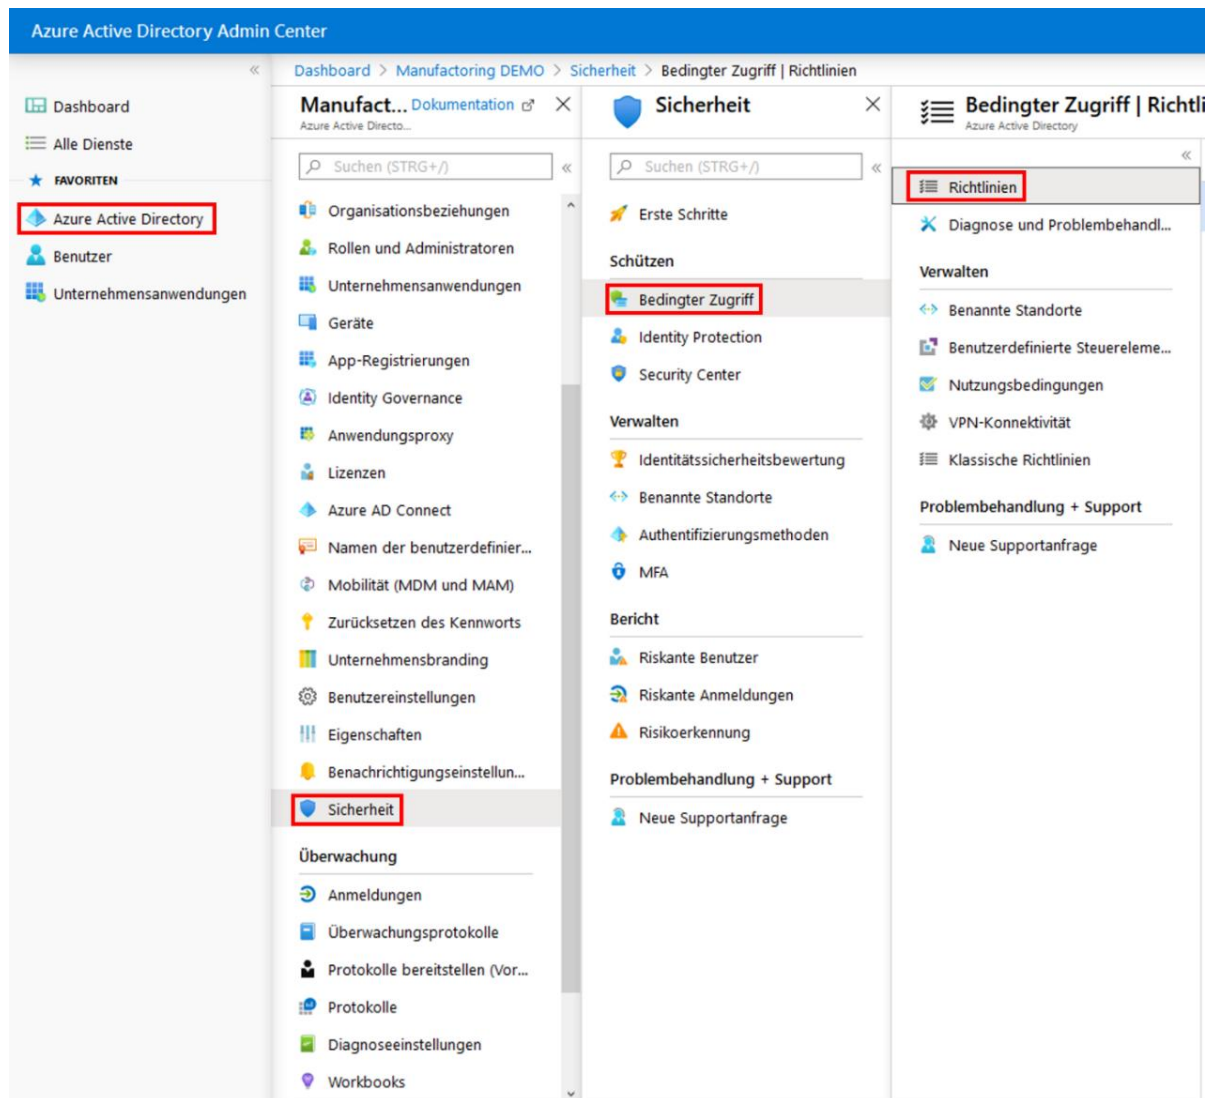 Azure Active Directory Admin Center
«
Dashboard > Manufactoring DEMO > Sicherheit > Bedingter Zugriff | Richtlinien
Dashboard
Alle Dienste
FAVORITEN
Azure Active Directory
Benutzer
Unternehmensanwendungen
Manufact... Dokumentation
Azure Active Directo...
Suchen (STRG+/)
«
Organisationsbeziehungen
Rollen und Administratoren
Unternehmensanwendungen
Geräte
App-Registrierungen
Identity Governance
Anwendungsproxy
Lizenzen
Azure AD Connect
Namen der benutzerdefinier...
Mobilität (MDM und MAM)
Zurücksetzen des Kennworts
Unternehmensbranding
Benutzereinstellungen
Eigenschaften
Benachrichtigungseinstellun...
Sicherheit
Überwachung
Anmeldungen
Überwachungsprotokolle
Protokolle bereitstellen (Vor...
Protokolle
Diagnoseeinstellungen
Workbooks
Sicherheit
Suchen (STRG+/)
«
Erste Schritte
Schützen
Bedingter Zugriff
Identity Protection
Security Center
Verwalten
Identitätssicherheitsbewertung
Benannte Standorte
Authentifizierungsmethoden
MFA
Bericht
Riskante Benutzer
Riskante Anmeldungen
Risikoerkennung
Problembehandlung + Support
Neue Supportanfrage
Bedingter Zugriff | Richtli
Azure Active Directory
«
Richtlinien
Diagnose und Problembehandl...
Verwalten
Benannte Standorte
Benutzerdefinierte Steuereleme...
Nutzungsbedingungen
VPN-Konnektivität
Klassische Richtlinien
Problembehandlung + Support
Neue Supportanfrage